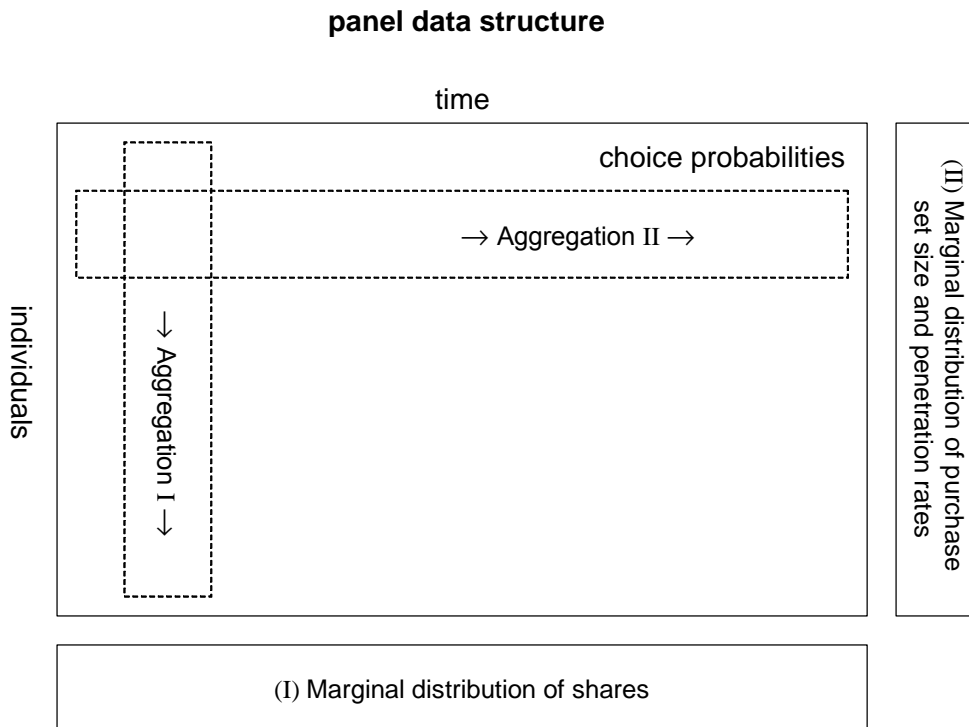 panel data structure
time
choice probabilities
→ Aggregation II →
individuals
→ Aggregation I →
(II) Marginal distribution of purchase
set size and penetration rates
(I) Marginal distribution of shares